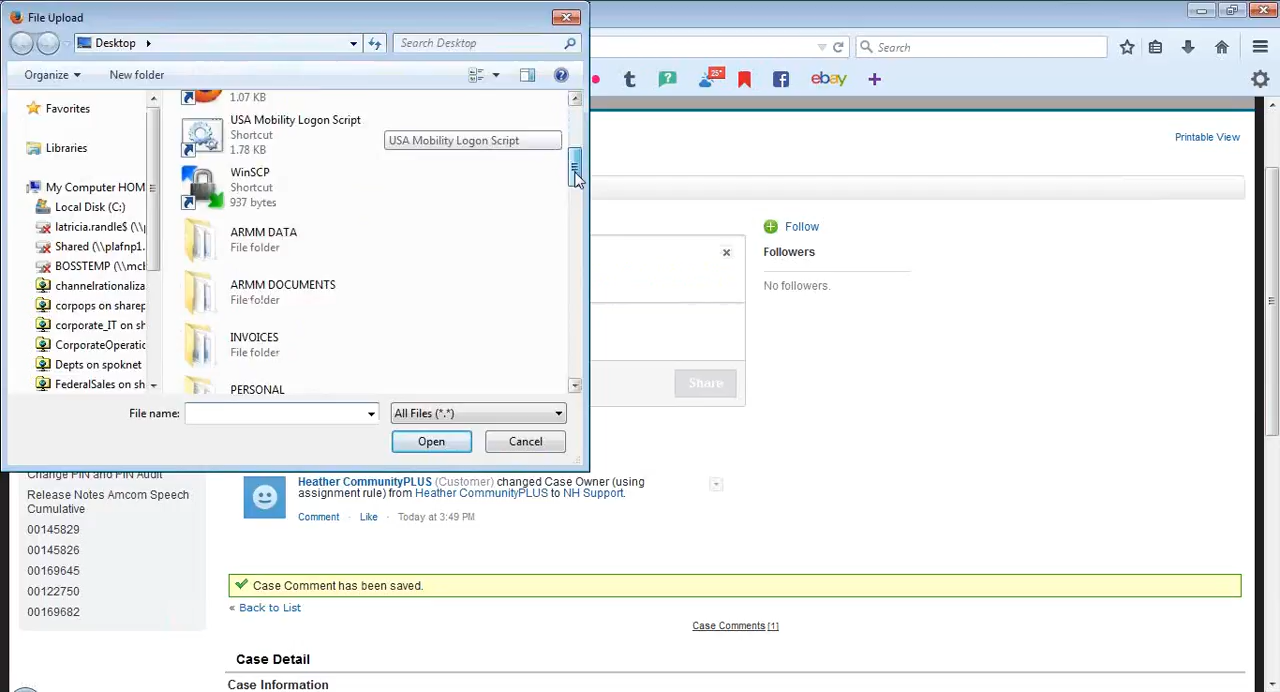 File Upload
Desktop
Search Desktop
Search
Organize
New folder
25°
ebay
Favorites
Libraries
My Computer HOM
Local Disk (C:)
latricia.randle$ (\\p
Shared (\\plafnp1.
BOSSTEMP (\\mcb
channelrationaliza
corpops on sharep
corporate_IT on sh
CorporateOperatio
Depts on spoknet
FederalSales on sh
1.07 KB
USA Mobility Logon Script
Shortcut
1.78 KB
USA Mobility Logon Script
WinSCP
Shortcut
937 bytes
ARMM DATA
File folder
ARMM DOCUMENTS
File folder
INVOICES
File folder
PERSONAL
File name:
All Files (*.*)
Open
Cancel
Printable View
Follow
Followers
No followers.
Share
Change PIN and PIN Audit
Release Notes Amcom Speech
Cumulative
00145829
00145826
00169645
00122750
00169682
Heather CommunityPLUS (Customer) changed Case Owner (using
assignment rule) from Heather CommunityPLUS to NH Support.
Comment · Like · Today at 3:49 PM
Case Comment has been saved.
« Back to List
Case Comments [1]
Case Detail
Case Information